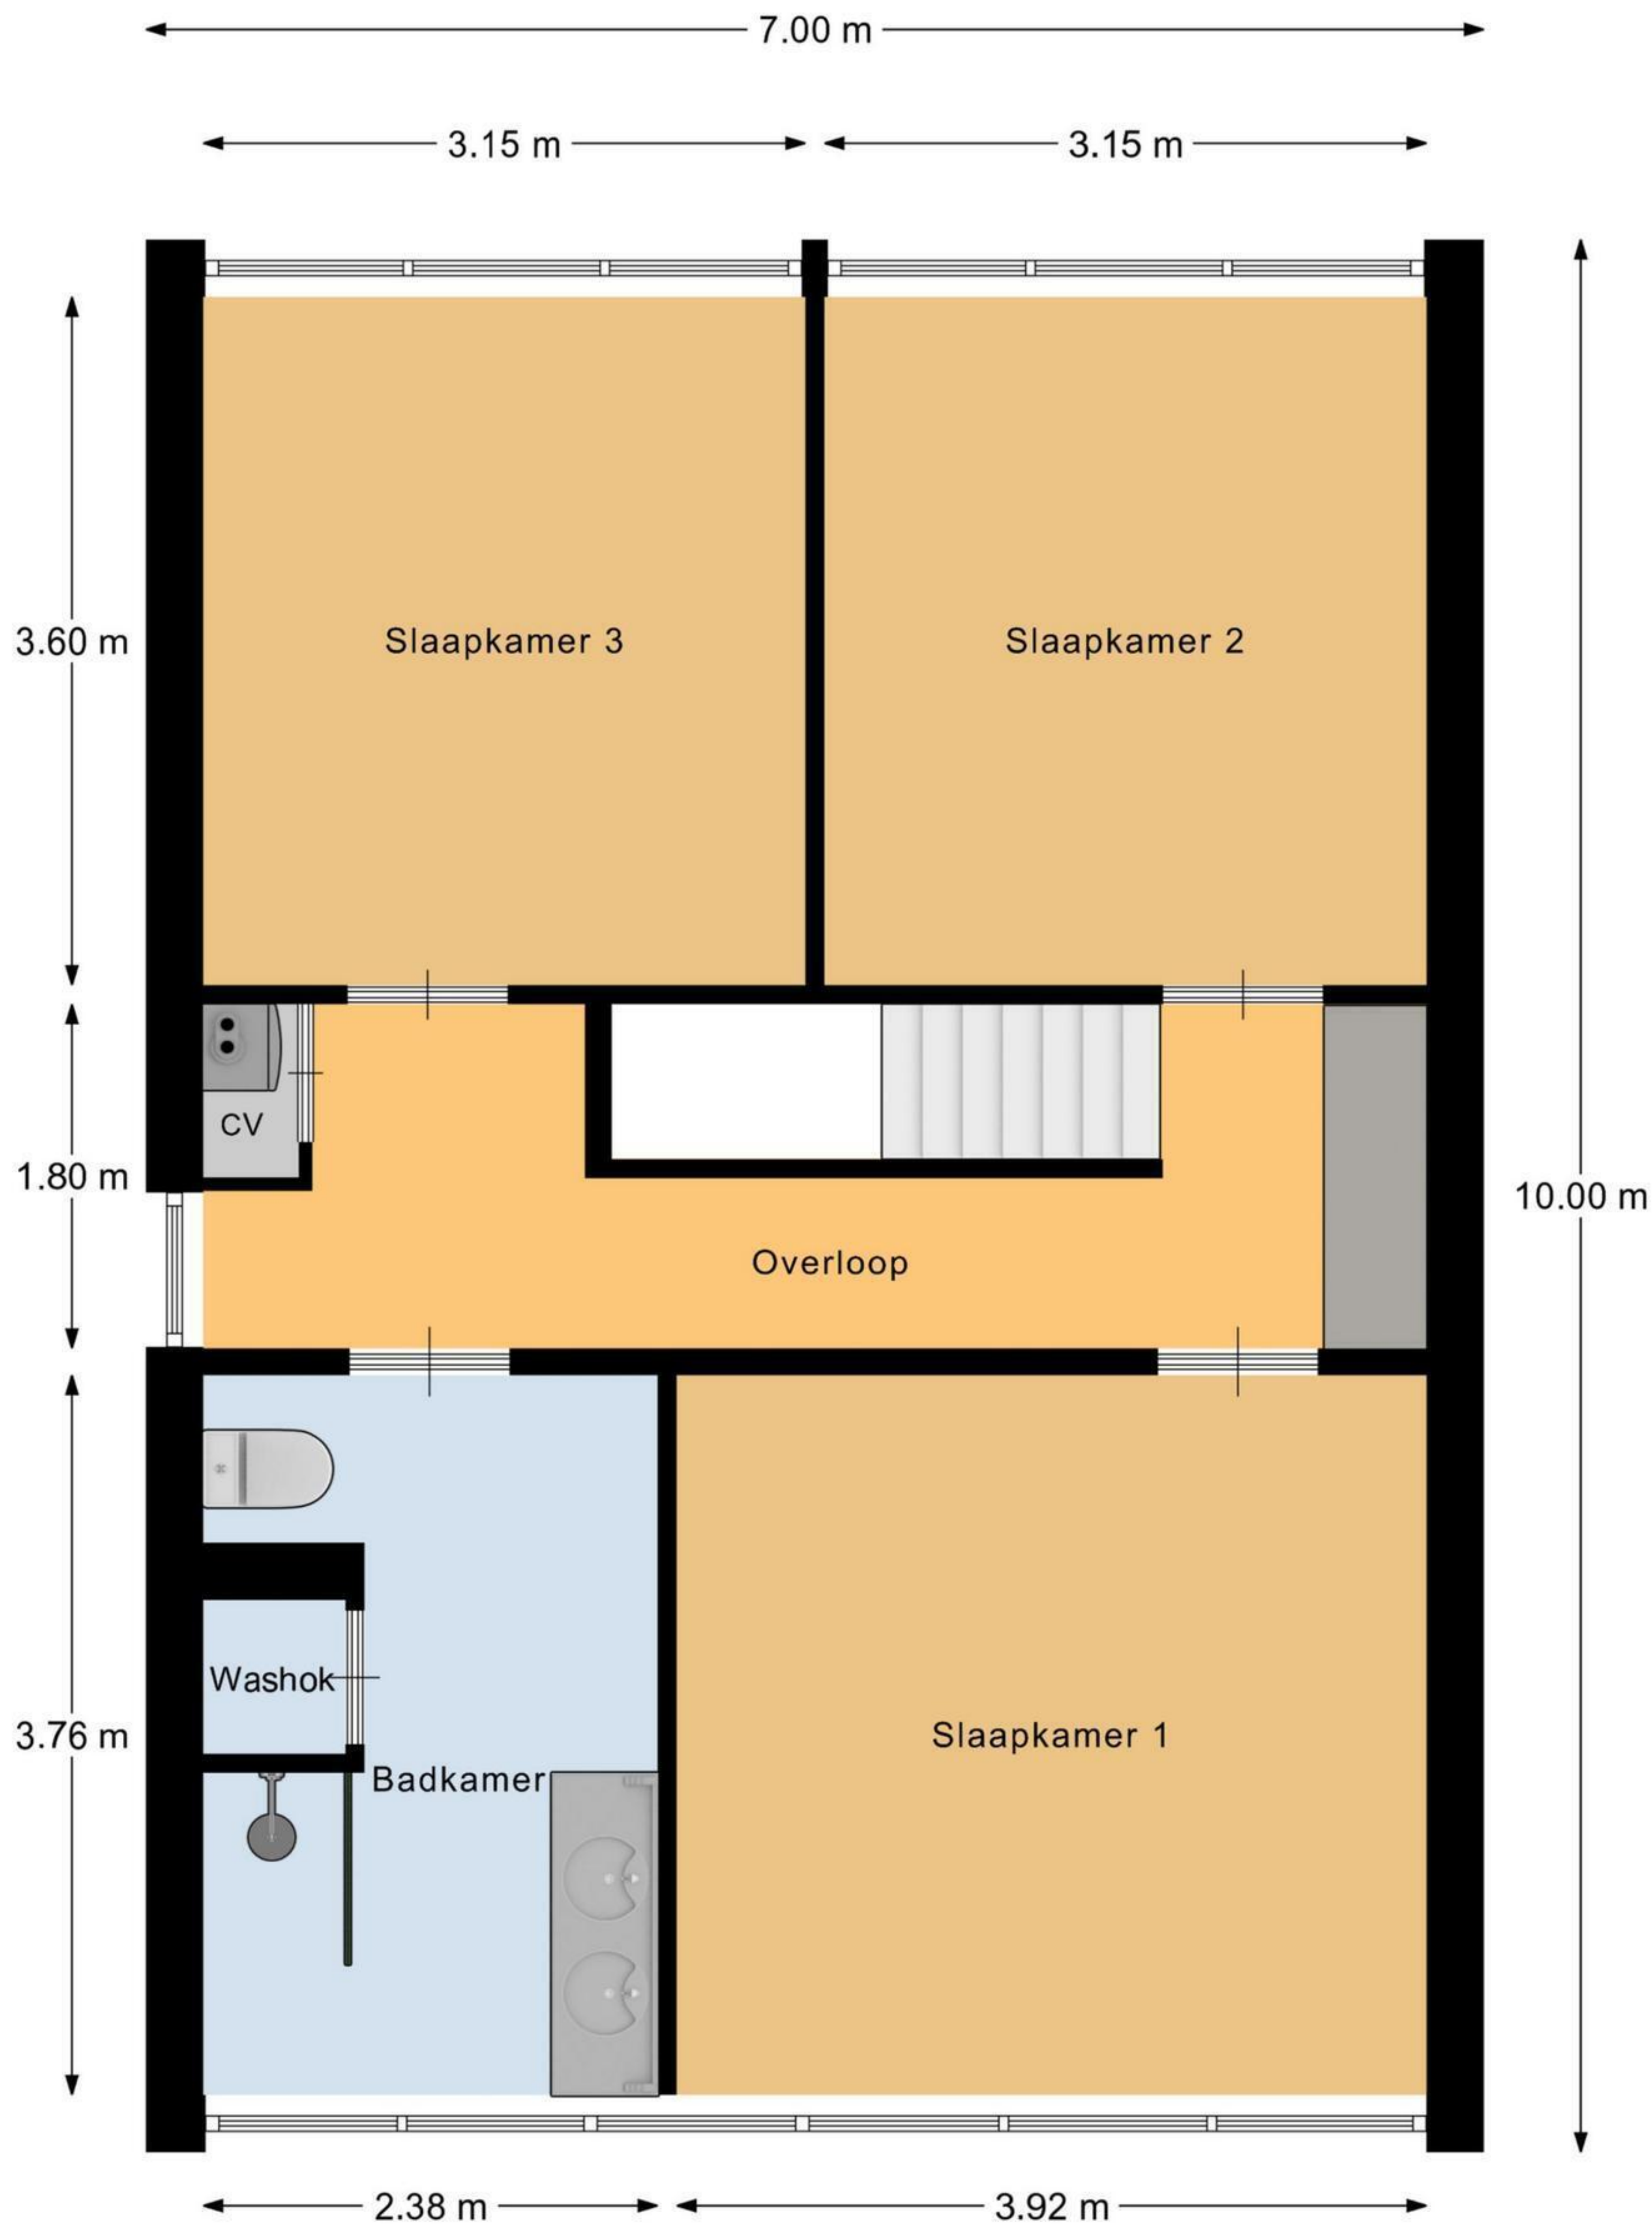 7.00 m
3.15 m
3.15 m
3.60 m
Slaapkamer 3
Slaapkamer 2
CV
1.80 m
10.00 m
Overloop
Washok
3.76 m
Slaapkamer 1
Badkamer
2.38 m
3.92 m